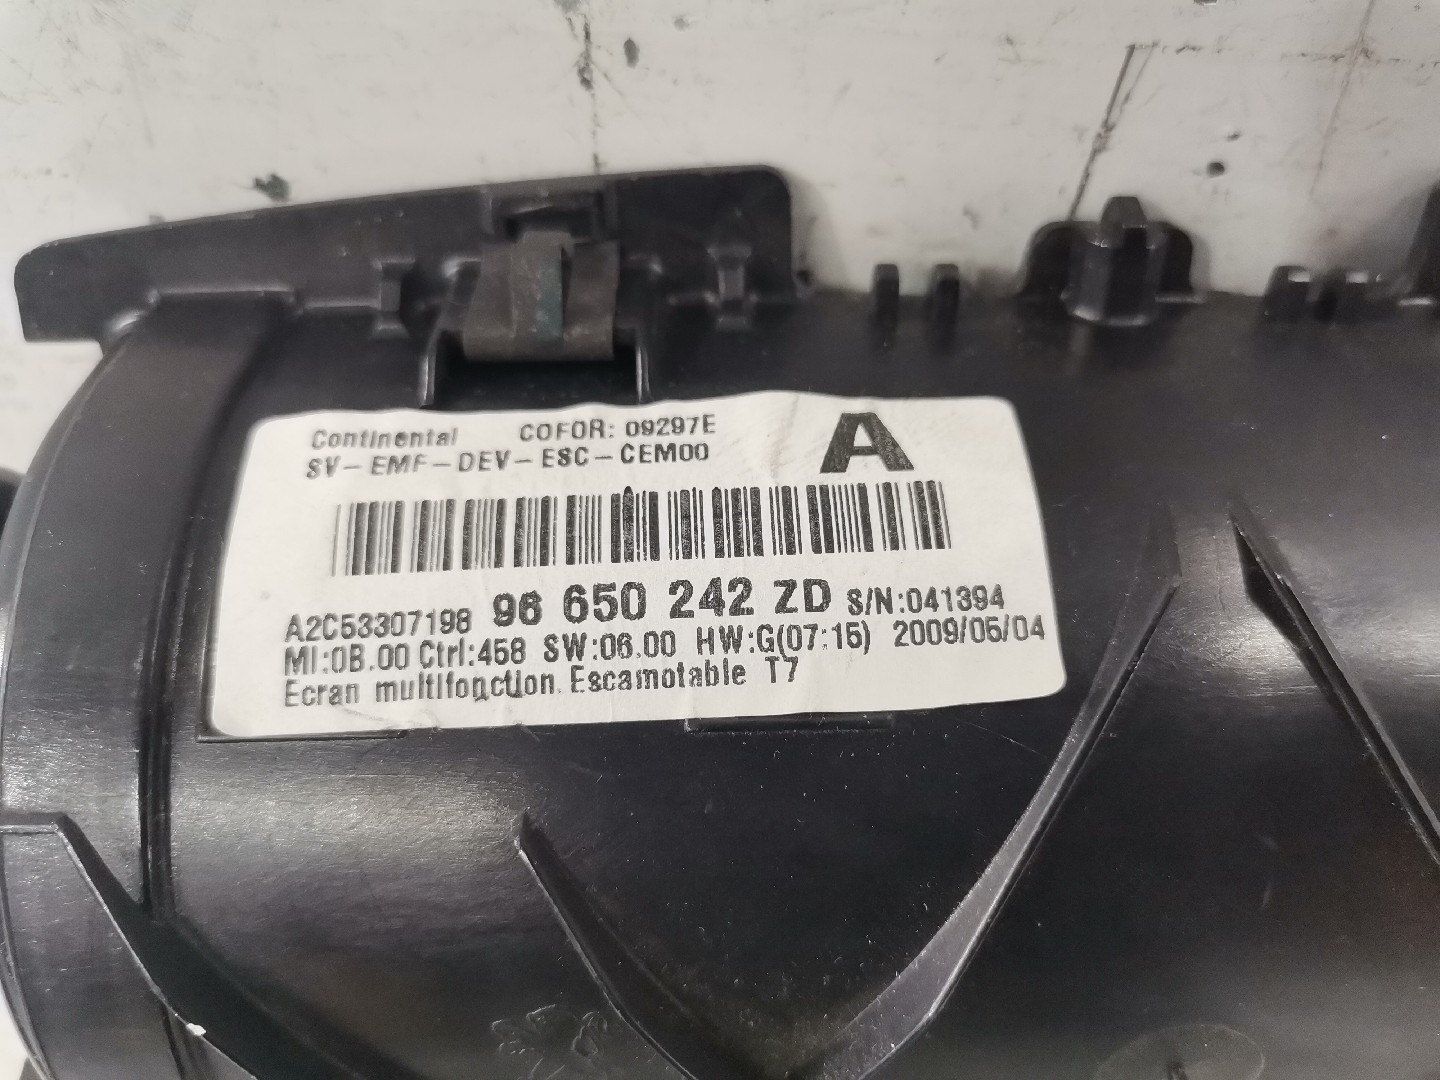 Continental COFOR: 09297E
SV-EMF-DEV-ESC-CEM00
A
A2C53307198 96 650 242 ZD S/N:041394
MI:0B.00 Ctrl:458 SW:06.00 HW:G(07:15) 2009/05/04
Ecran multifonction Escamotable T7